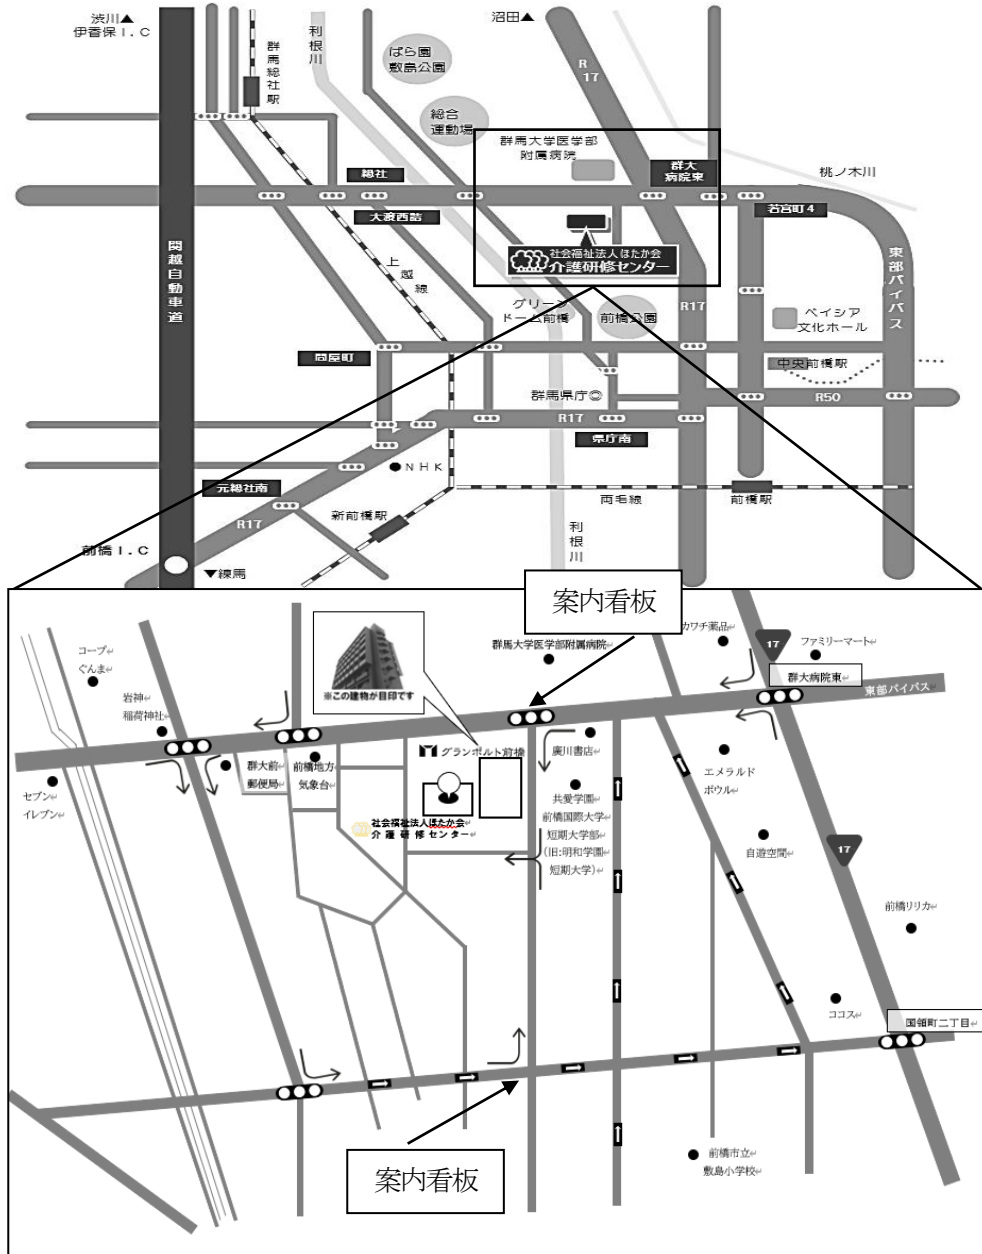 渋川▲
伊香保I.C
群馬総社駅
利根川
ばら園
敷島公園
沼田▲
R
17
総合
運動場
群馬大学医学部
附属病院
群大
病院東
桃ノ木川
総社
大渡西詰
若宮町4
関越自動車道
上越線
社会福祉法人ほたか会
介護研修センター
東部バイパス
グリーン
ドーム前橋
前橋公園
R17
ベイシア
文化ホール
問屋町
中央前橋駅
群馬県庁◎
R50
R17
県庁南
NHK
元総社南
R17
新前橋駅
両毛線
前橋駅
利根川
前橋I.C
▼練馬
案内看板
コープ
ぐんま
岩神
稲荷神社
※この建物が目印です
群馬大学医学部附属病院
カワチ薬品
17
ファミリーマート
群大病院東
東部バイパス
セブン
イレブン
群大前
郵便局
前橋地方
気象台
グランポルト前橋
廣川書店
共愛学園
前橋国際大学
短期大学部
(旧:明和学園
短期大学)
エメラルド
ボウル
社会福祉法人ほたか会
介護研修センター
自遊空間
17
前橋リリカ
ココス
国領町二丁目
案内看板
前橋市立
敷島小学校